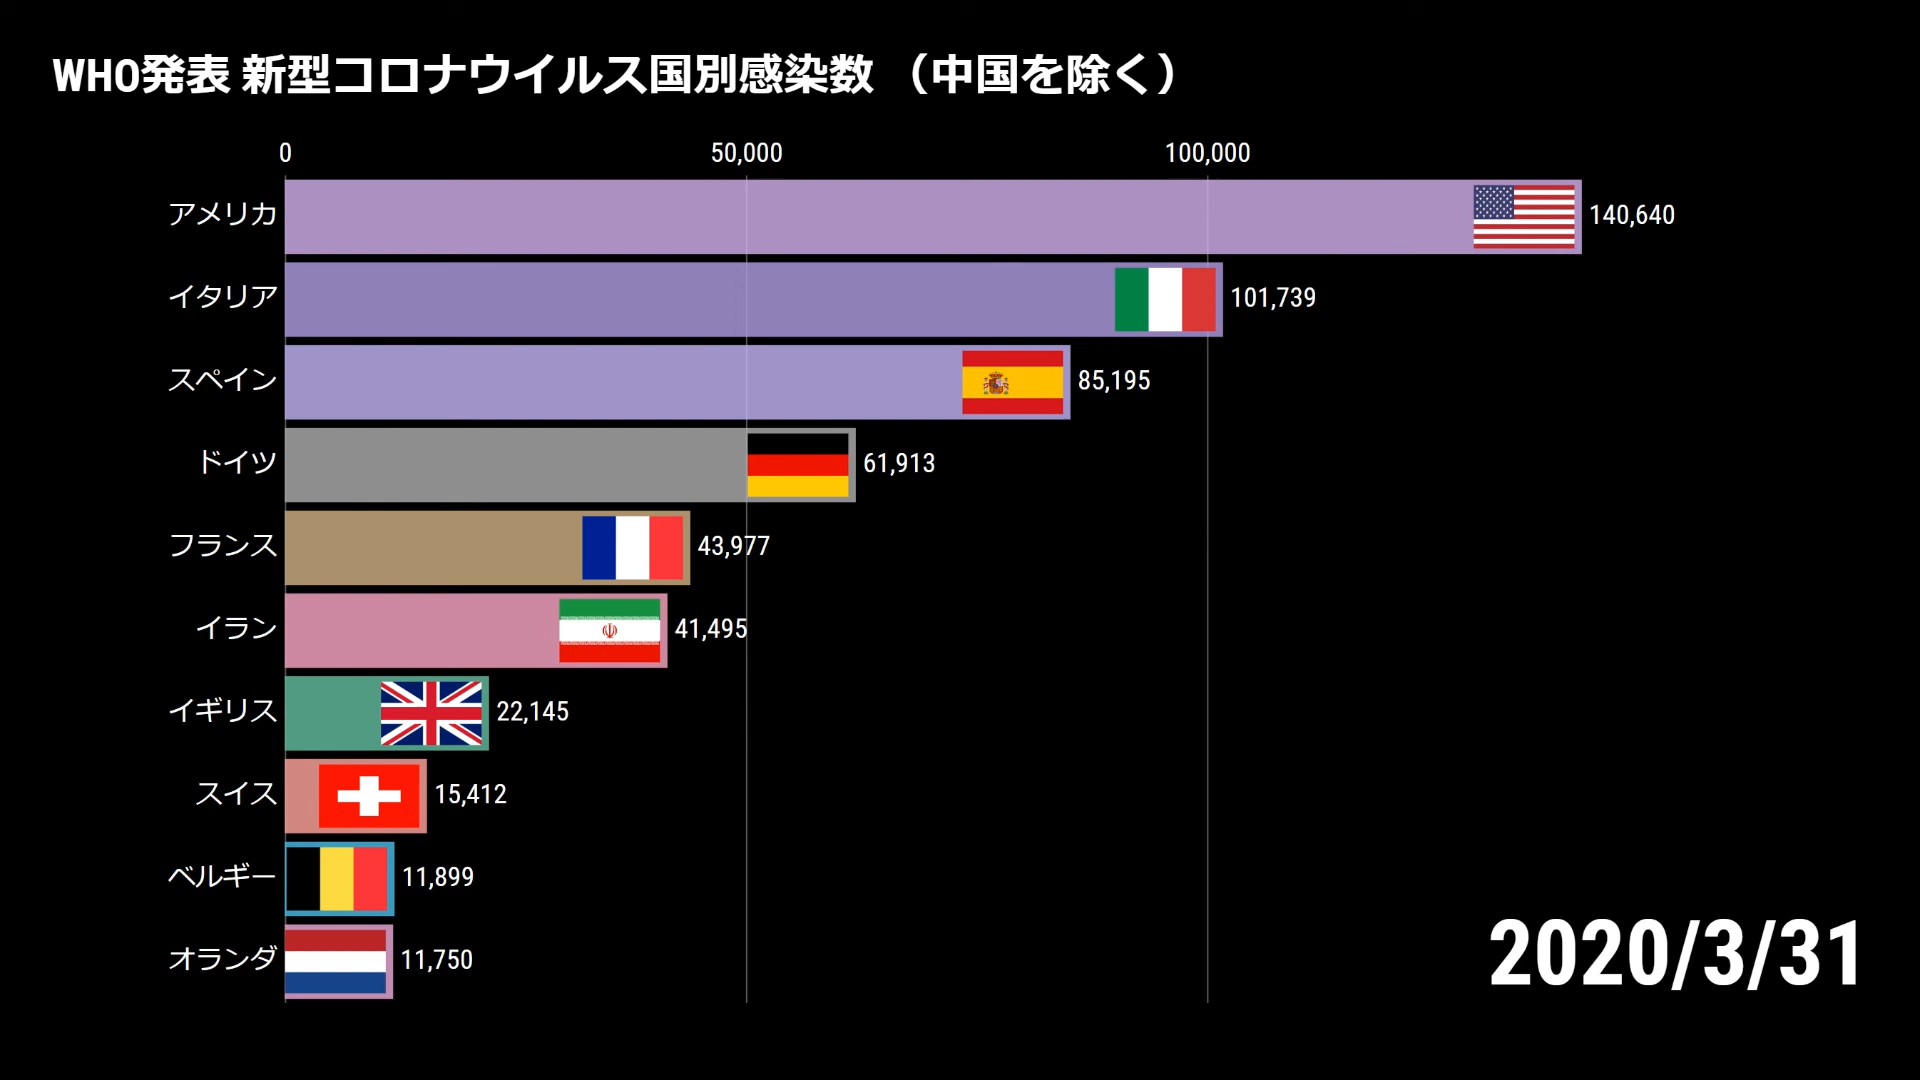 WHO発表 新型コロナウイルス国別感染数 （中国を除く）
0 50,000 100,000
アメリカ 140,640
イタリア 101,739
スペイン 85,195
ドイツ 61,913
フランス 43,977
イラン 41,495
イギリス 22,145
スイス 15,412
ベルギー 11,899
オランダ 11,750
2020/3/31